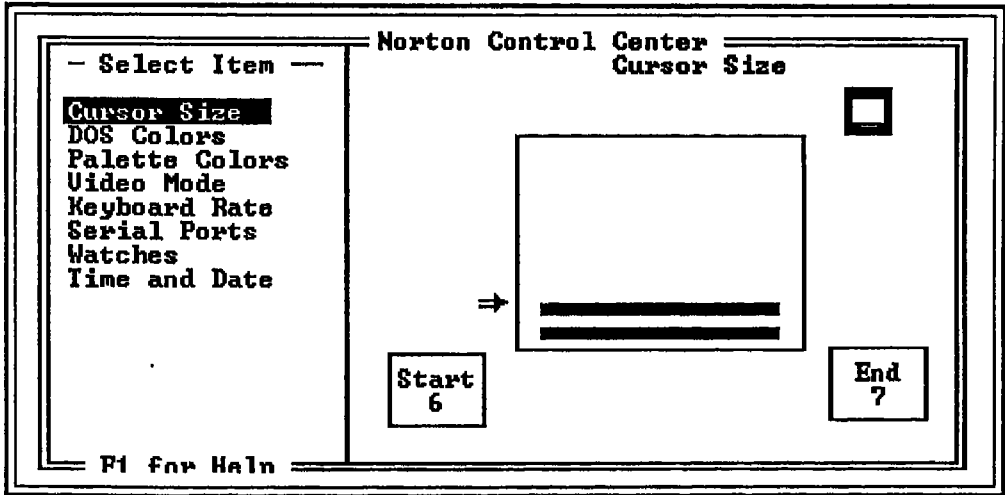 Norton Control Center
— Select Item —
Cursor Size
Cursor Size
DOS Colors
Palette Colors
Video Mode
Keyboard Rate
Serial Ports
Watches
Time and Date
Start
6
End
7
F1 for Help